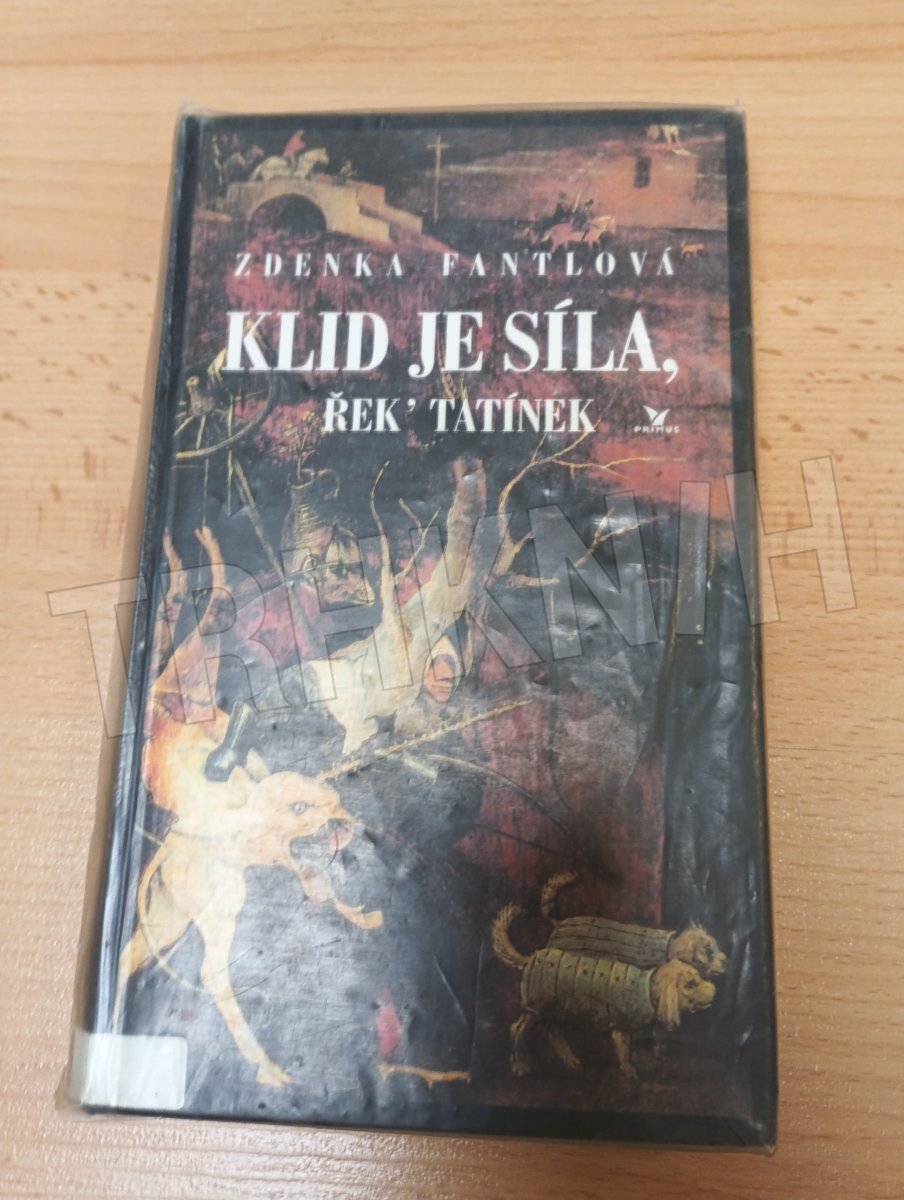 ZDENKA FANTLOVÁ
KLID JE SÍLA,
ŘEK' TATÍNEK
PRIMUS
TRHKNIH